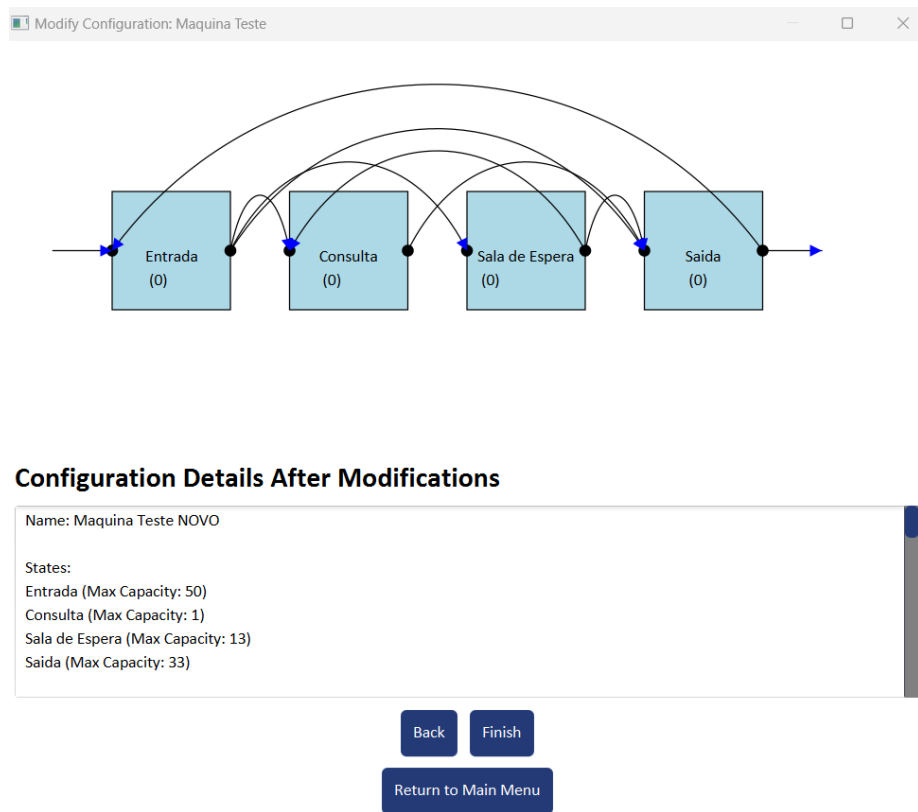 Modify Configuration: Maquina Teste
Entrada
(0)
Consulta
(0)
Sala de Espera
(0)
Saida
(0)
Configuration Details After Modifications
Name: Maquina Teste NOVO
States:
Entrada (Max Capacity: 50)
Consulta (Max Capacity: 1)
Sala de Espera (Max Capacity: 13)
Saida (Max Capacity: 33)
Back
Finish
Return to Main Menu